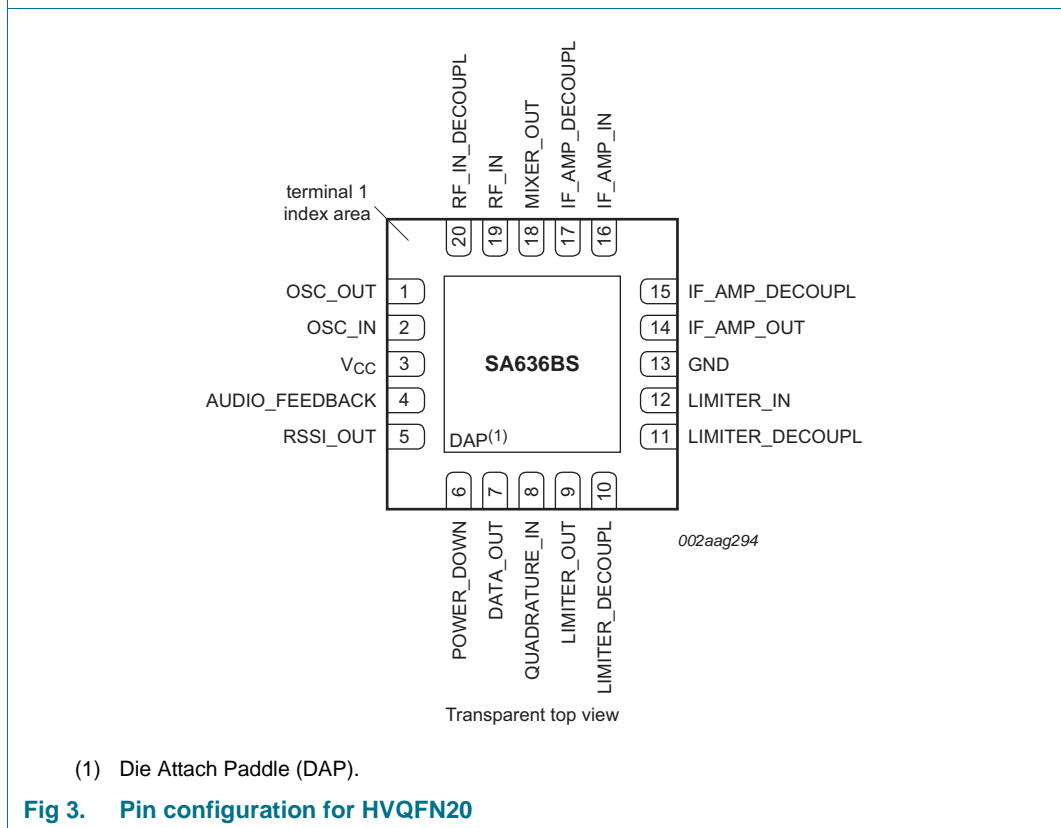 RF_IN_DECOUPL
RF_IN
MIXER_OUT
IF_AMP_DECOUPL
IF_AMP_IN
terminal 1
index area
20
19
18
17
16
OSC_OUT 1
OSC_IN 2
VCC 3
AUDIO_FEEDBACK 4
RSSI_OUT 5
SA636BS
DAP(1)
15 IF_AMP_DECOUPL
14 IF_AMP_OUT
13 GND
12 LIMITER_IN
11 LIMITER_DECOUPL
6
7
8
9
10
POWER_DOWN
DATA_OUT
QUADRATURE_IN
LIMITER_OUT
LIMITER_DECOUPL
002aag294
Transparent top view
(1) Die Attach Paddle (DAP).
Fig 3. Pin configuration for HVQFN20